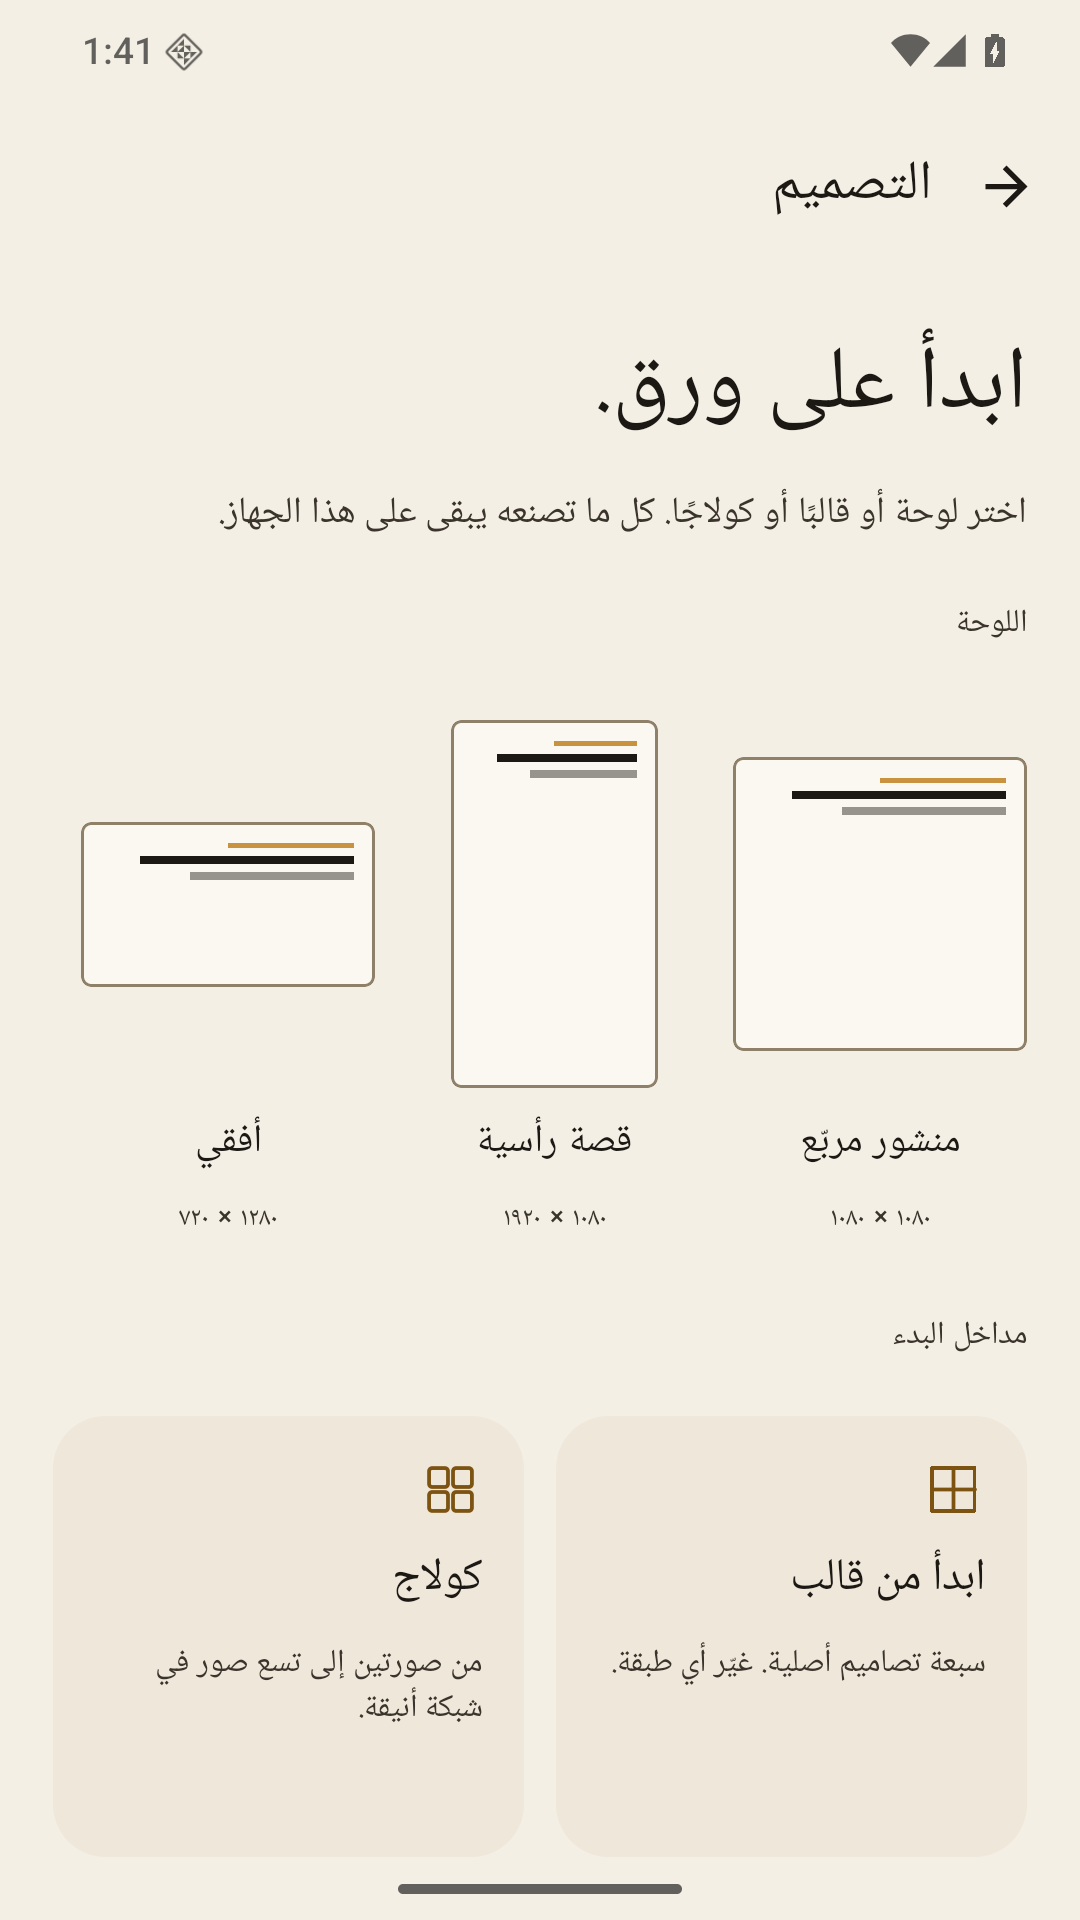 1:41
التصميم
ابدأ على ورق.
اختر لوحة أو قالبًا أو كولاجًا. كل ما تصنعه يبقى على هذا الجهاز.
اللوحة
منشور مربّع
١٠٨٠ × ١٠٨٠
قصة رأسية
١٠٨٠ × ١٩٢٠
أفقي
١٢٨٠ × ٧٢٠
مداخل البدء
ابدأ من قالب
سبعة تصاميم أصلية. غيّر أي طبقة.
كولاج
من صورتين إلى تسع صور في
شبكة أنيقة.